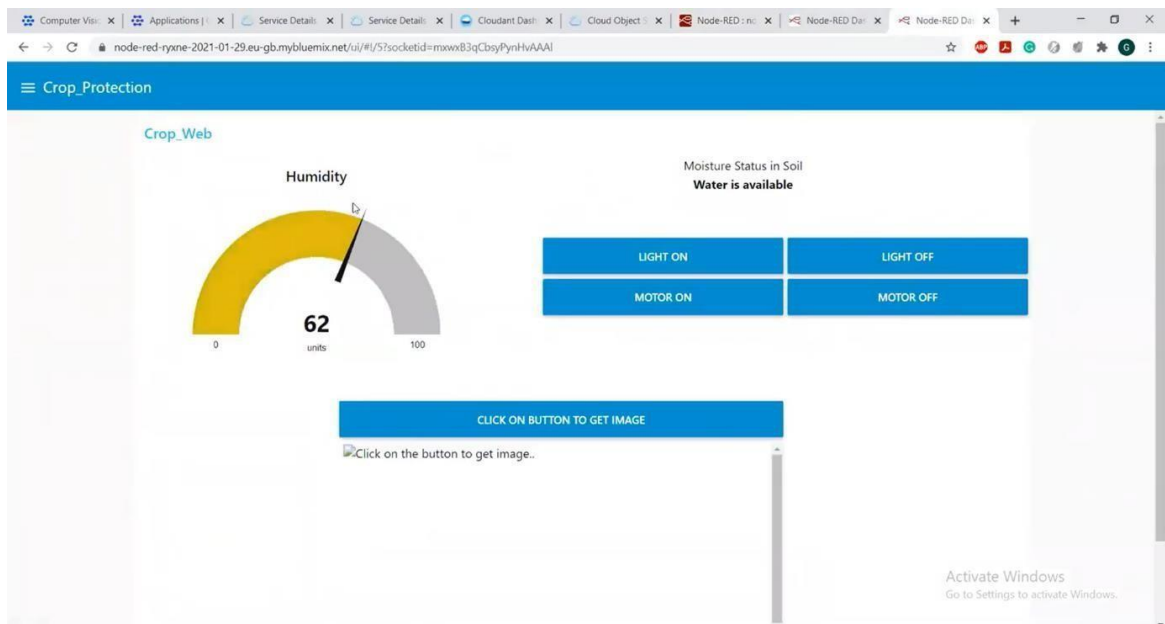 Computer Visi
Applications |
Service Details
Service Details
Cloudant Dash
Cloud Object S
Node-RED : no
Node-RED Das
Node-RED Das
node-red-ryxne-2021-01-29.eu-gb.mybluemix.net/ui/#!/5?socketid=mxwxB3qCbsyPynHvAAAI
ABP
G
Crop_Protection
Crop_Web
Humidity
Moisture Status in Soil
Water is available
LIGHT ON
LIGHT OFF
MOTOR ON
MOTOR OFF
62
0
units
100
CLICK ON BUTTON TO GET IMAGE
Click on the button to get image..
Activate Windows
Go to Settings to activate Windows.